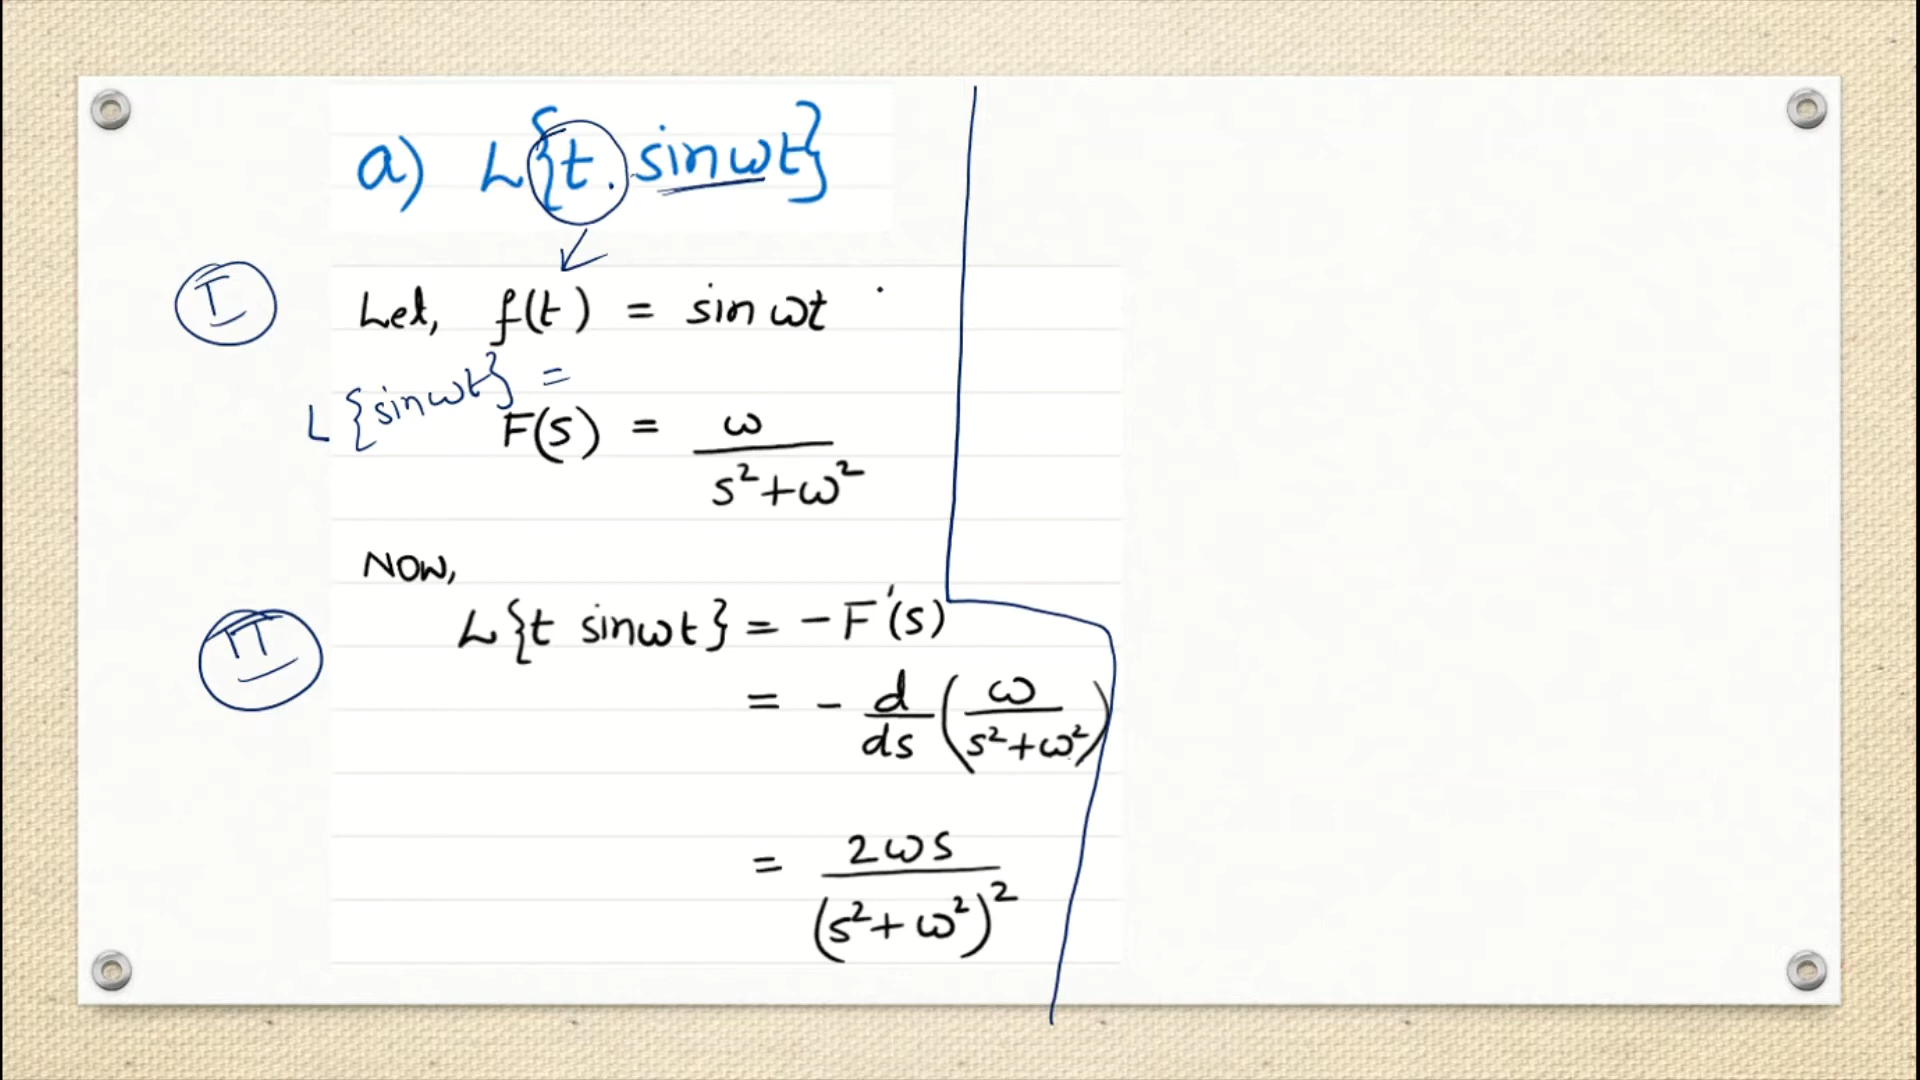 a) L{t. sinωt}
I
Let, f(t) = sin ωt
L{sinωt} =
F(s) = ω / s²+ω²
NOW,
II
L{t sinωt} = -F'(s)
= - d/ds (ω / s²+ω²)
= 2ωs / (s²+ω²)²